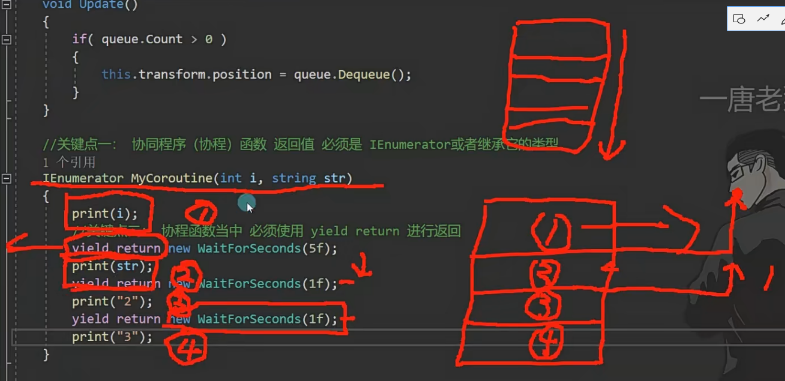 void Update()
{
if( queue.Count > 0 )
{
this.transform.position = queue.Dequeue();
}
}
一唐老
//关键点一： 协同程序（协程）函数 返回值 必须是 IEnumerator或者继承它的类型
1 个引用
IEnumerator MyCoroutine(int i, string str)
{
print(i);
①
关键点二： 协程函数当中 必须使用 yield return 进行返回
yield return new WaitForSeconds(5f);
print(str);
②
yield return new WaitForSeconds(1f);
print("2");
③
yield return new WaitForSeconds(1f);
print("3");
④
}
①
②
③
④